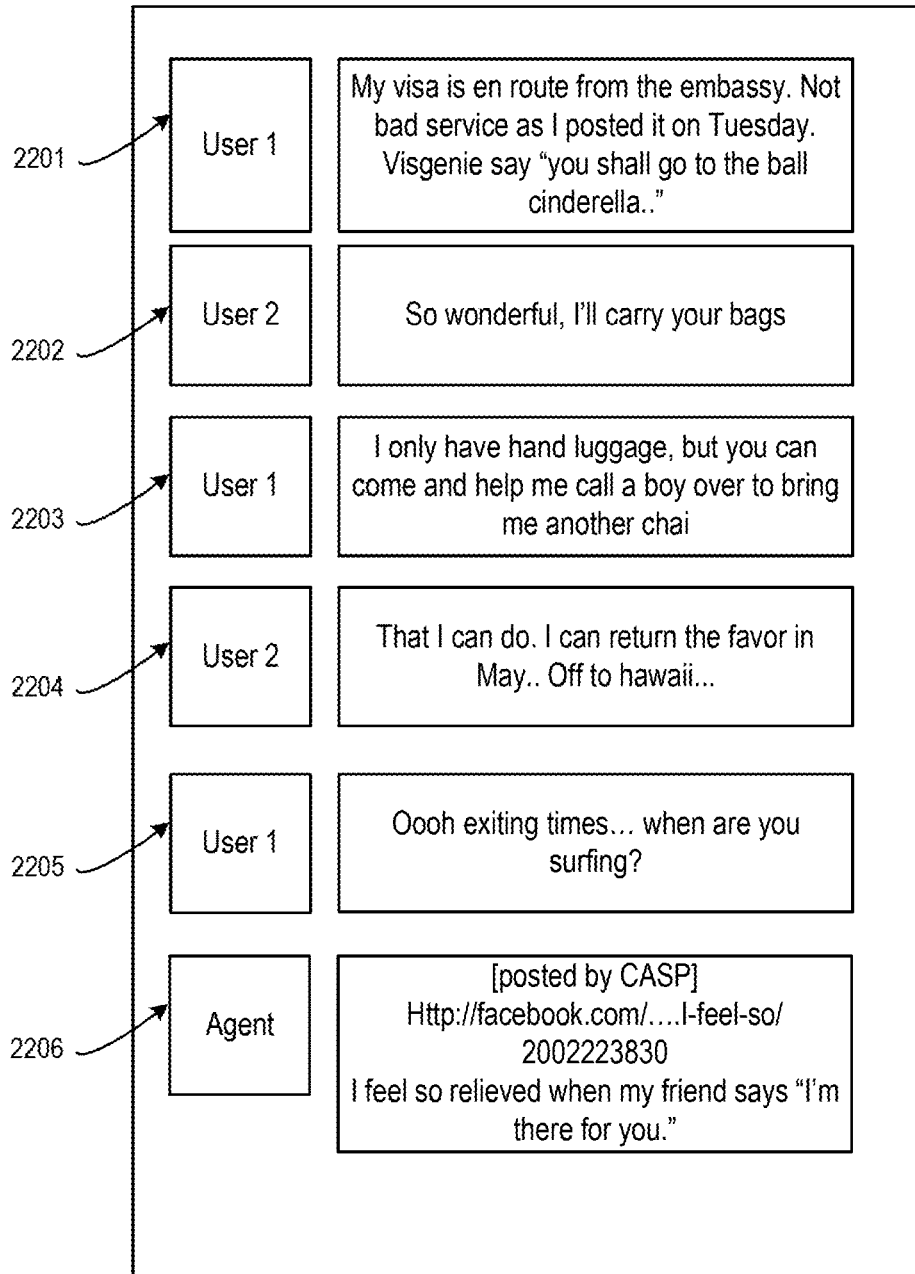 2201
User 1
My visa is en route from the embassy. Not
bad service as I posted it on Tuesday.
Visgenie say “you shall go to the ball
cinderella..”
2202
User 2
So wonderful, I’ll carry your bags
2203
User 1
I only have hand luggage, but you can
come and help me call a boy over to bring
me another chai
2204
User 2
That I can do. I can return the favor in
May.. Off to hawaii...
2205
User 1
Oooh exiting times... when are you
surfing?
2206
Agent
[posted by CASP]
Http://facebook.com/....I-feel-so/
2002223830
I feel so relieved when my friend says “I’m
there for you.”